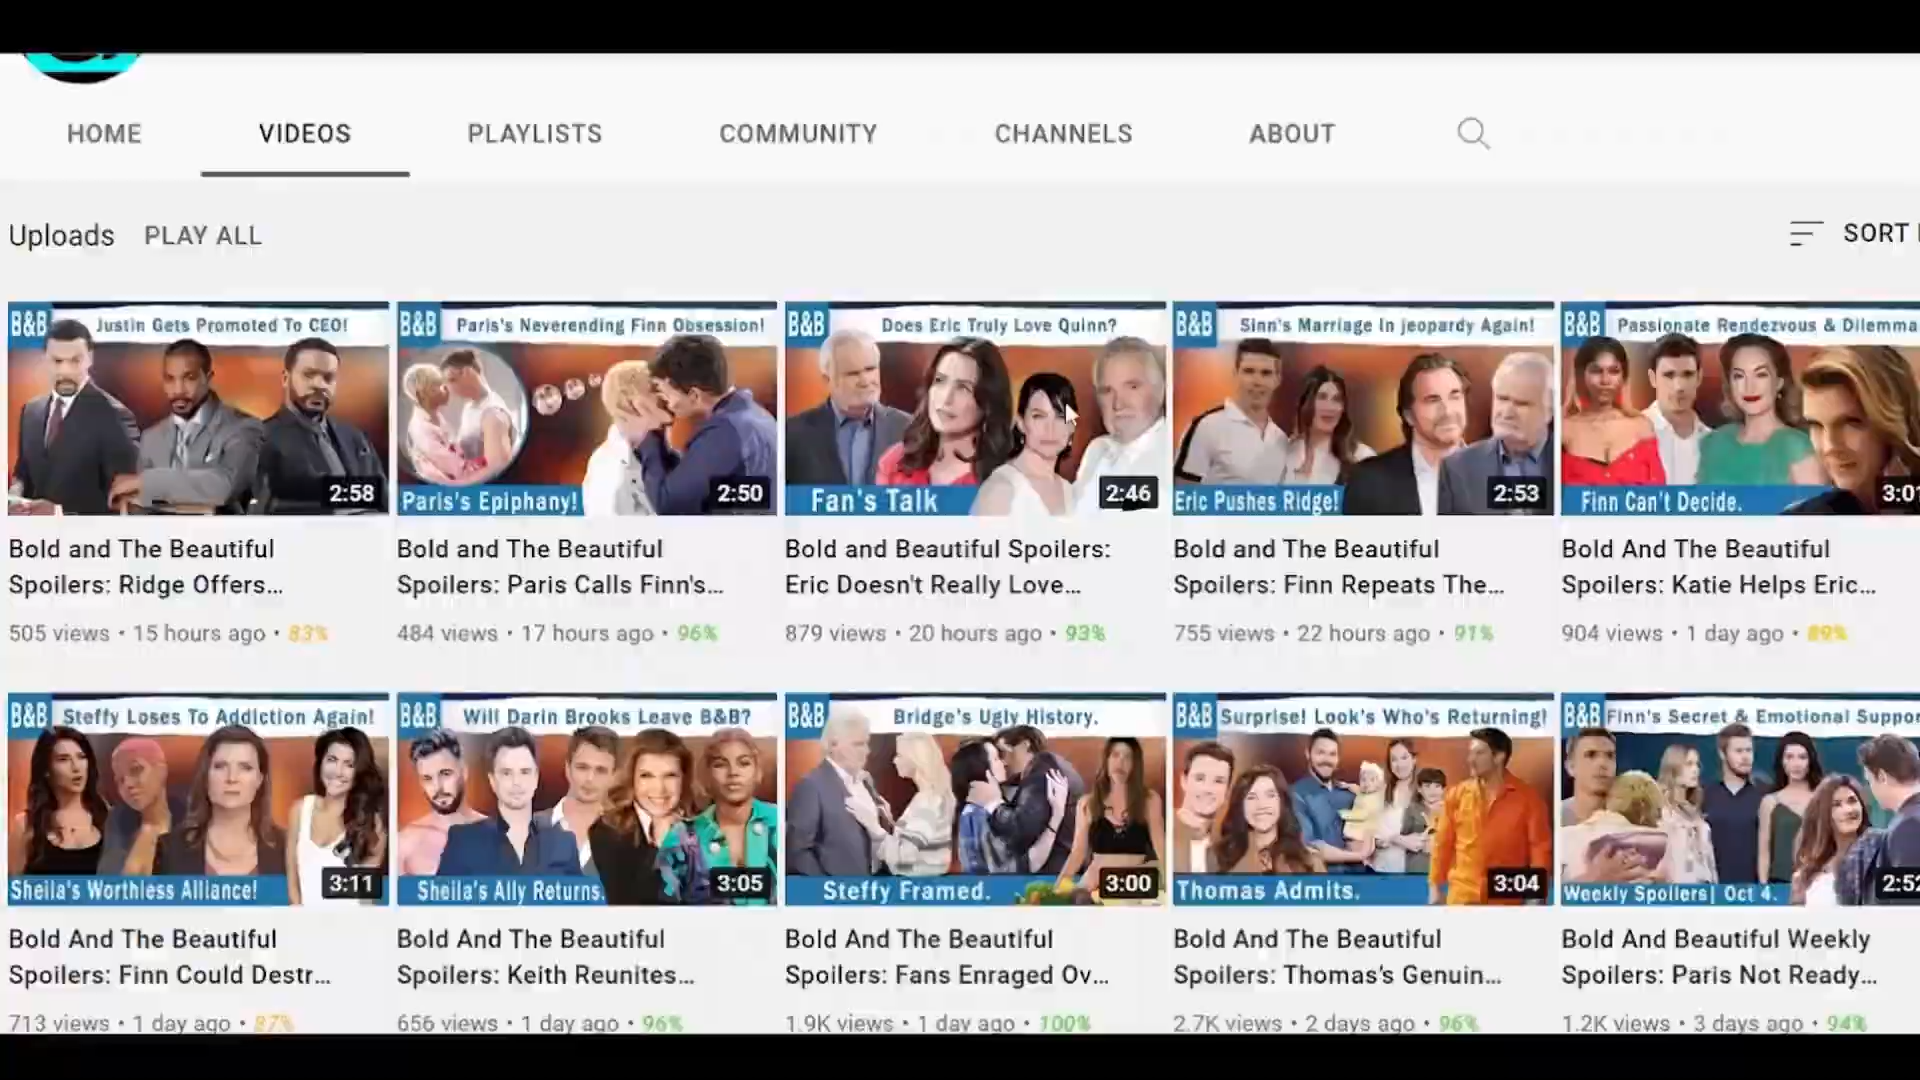 HOME VIDEOS PLAYLISTS COMMUNITY CHANNELS ABOUT
Uploads PLAY ALL
SORT
B&B Justin Gets Promoted To CEO!
2:58
B&B Paris's Neverending Finn Obsession!
Paris's Epiphany!
2:50
B&B Does Eric Truly Love Quinn?
Fan's Talk
2:46
B&B Sinn's Marriage In jeopardy Again!
Eric Pushes Ridge!
2:53
B&B Passionate Rendezvous & Dilemma
Finn Can't Decide.
3:01
Bold and The Beautiful
Spoilers: Ridge Offers...
505 views • 15 hours ago • 83%
Bold and The Beautiful
Spoilers: Paris Calls Finn's...
484 views • 17 hours ago • 96%
Bold and Beautiful Spoilers:
Eric Doesn't Really Love...
879 views • 20 hours ago • 93%
Bold and The Beautiful
Spoilers: Finn Repeats The...
755 views • 22 hours ago • 91%
Bold And The Beautiful
Spoilers: Katie Helps Eric...
904 views • 1 day ago • 89%
B&B Steffy Loses To Addiction Again!
Sheila's Worthless Alliance!
3:11
B&B Will Darin Brooks Leave B&B?
Sheila's Ally Returns.
3:05
B&B Bridge's Ugly History.
Steffy Framed.
3:00
B&B Surprise! Look's Who's Returning!
Thomas Admits.
3:04
B&B Finn's Secret & Emotional Suppor
Weekly Spoilers| Oct 4.
2:52
Bold And The Beautiful
Spoilers: Finn Could Destr...
713 views • 1 day ago • 87%
Bold And The Beautiful
Spoilers: Keith Reunites...
656 views • 1 day ago • 96%
Bold And The Beautiful
Spoilers: Fans Enraged Ov...
1.9K views • 1 day ago • 100%
Bold And The Beautiful
Spoilers: Thomas's Genuin...
2.7K views • 2 days ago • 96%
Bold And Beautiful Weekly
Spoilers: Paris Not Ready...
1.2K views • 3 days ago • 94%